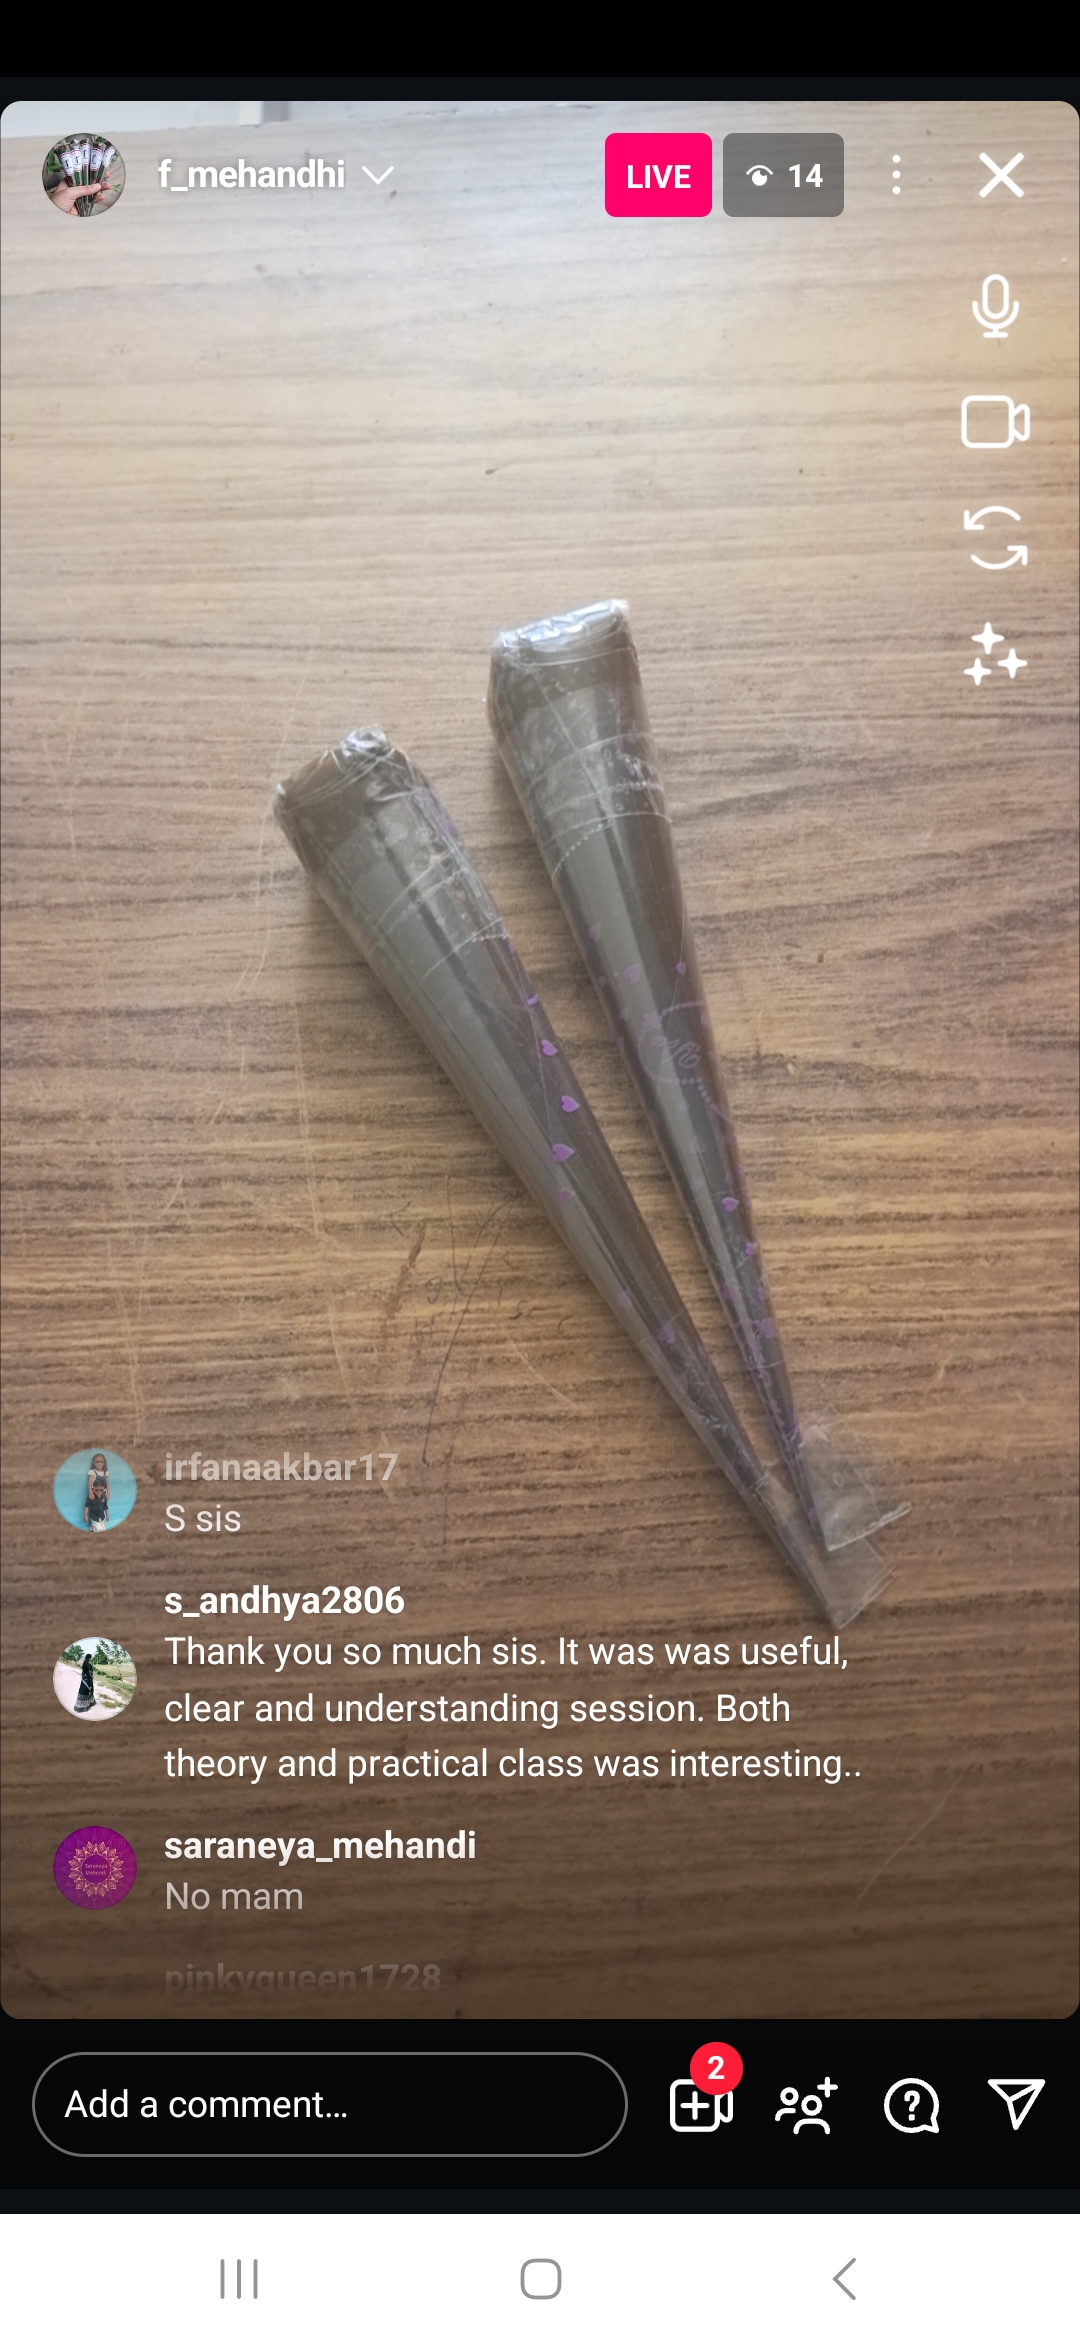 f_mehandhi
LIVE
14
irfanaakbar17
S sis
s_andhya2806
Thank you so much sis. It was was useful,
clear and understanding session. Both
theory and practical class was interesting..
saraneya_mehandi
No mam
pinkyqueen1728
2
Add a comment...